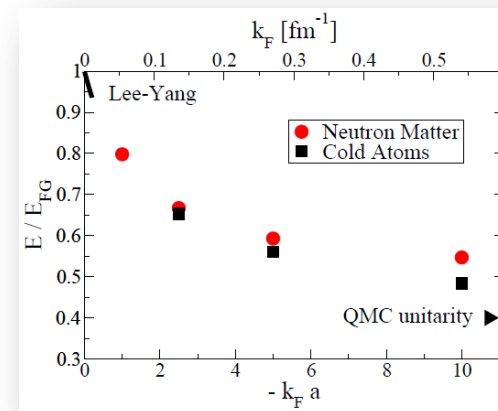 k_F [fm⁻¹]
0 0.1 0.2 0.3 0.4 0.5
1
Lee-Yang
0.9
Neutron Matter
Cold Atoms
0.8
0.7
E / E_FG
0.6
0.5
QMC unitarity
0.4
0.3
0 2 4 6 8 10
- k_F a